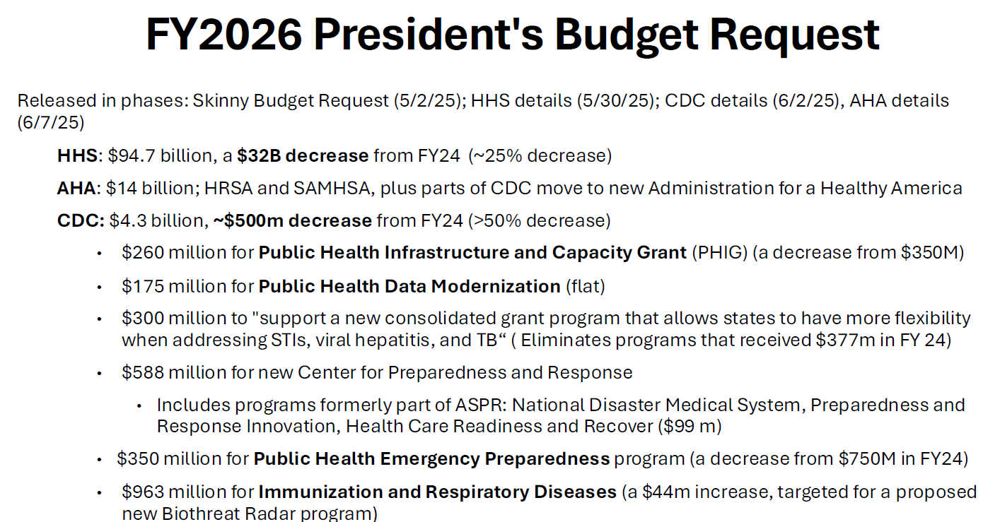 FY2026 President's Budget Request
Released in phases: Skinny Budget Request (5/2/25); HHS details (5/30/25); CDC details (6/2/25), AHA details
(6/7/25)
HHS: $94.7 billion, a $32B decrease from FY24 (~25% decrease)
AHA: $14 billion; HRSA and SAMHSA, plus parts of CDC move to new Administration for a Healthy America
CDC: $4.3 billion, ~$500m decrease from FY24 (>50% decrease)
• $260 million for Public Health Infrastructure and Capacity Grant (PHIG) (a decrease from $350M)
• $175 million for Public Health Data Modernization (flat)
• $300 million to "support a new consolidated grant program that allows states to have more flexibility
when addressing STIs, viral hepatitis, and TB“ ( Eliminates programs that received $377m in FY 24)
• $588 million for new Center for Preparedness and Response
• Includes programs formerly part of ASPR: National Disaster Medical System, Preparedness and
Response Innovation, Health Care Readiness and Recover ($99 m)
• $350 million for Public Health Emergency Preparedness program (a decrease from $750M in FY24)
• $963 million for Immunization and Respiratory Diseases (a $44m increase, targeted for a proposed
new Biothreat Radar program)